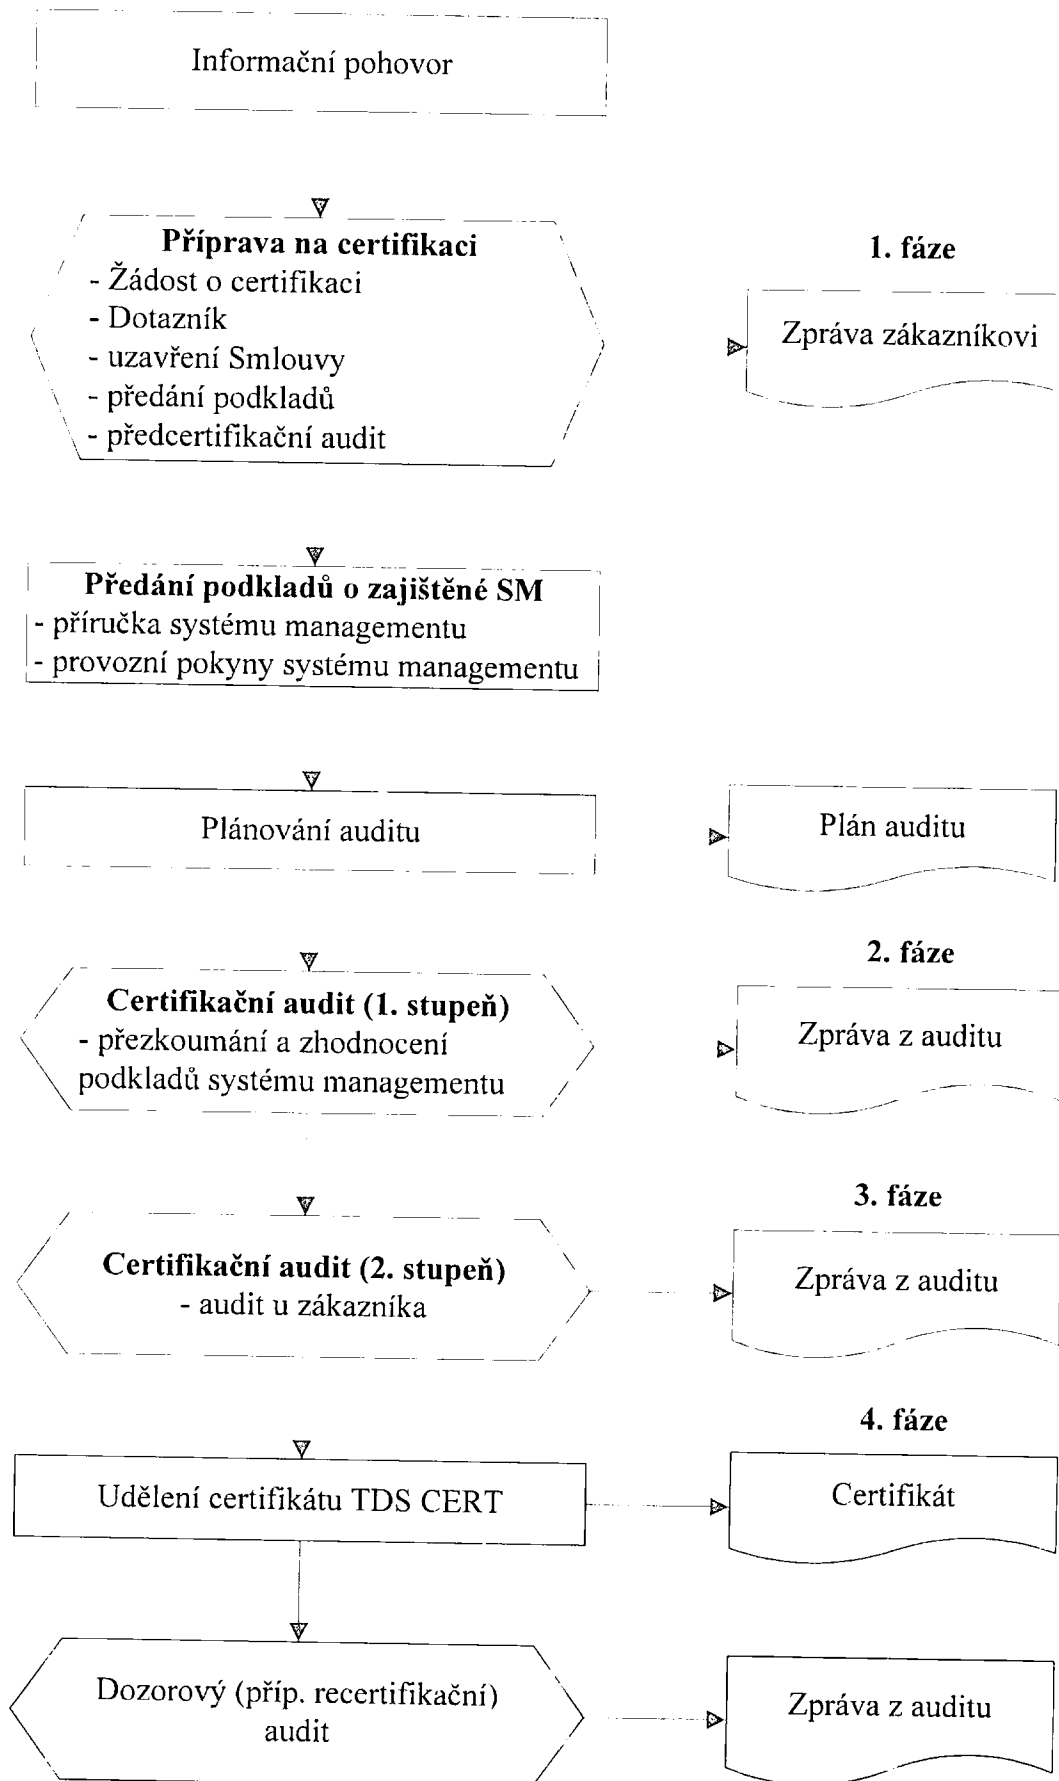 Informační pohovor
Příprava na certifikaci
- Žádost o certifikaci
- Dotazník
- uzavření Smlouvy
- předání podkladů
- předcertifikační audit
1. fáze
Zpráva zákazníkovi
Předání podkladů o zajištěné SM
- příručka systému managementu
- provozní pokyny systému managementu
Plánování auditu
Plán auditu
2. fáze
Certifikační audit (1. stupeň)
- přezkoumání a zhodnocení
podkladů systému managementu
Zpráva z auditu
3. fáze
Certifikační audit (2. stupeň)
- audit u zákazníka
Zpráva z auditu
4. fáze
Udělení certifikátu TDS CERT
Certifikát
Dozorový (příp. recertifikační)
audit
Zpráva z auditu